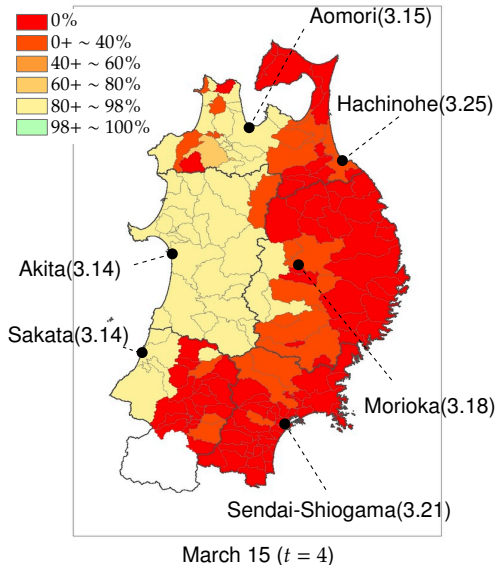 0%
0+ ~ 40%
40+ ~ 60%
60+ ~ 80%
80+ ~ 98%
98+ ~ 100%
Aomori(3.15)
Hachinohe(3.25)
Akita(3.14)
Sakata(3.14)
Morioka(3.18)
Sendai-Shiogama(3.21)
March 15 (t = 4)